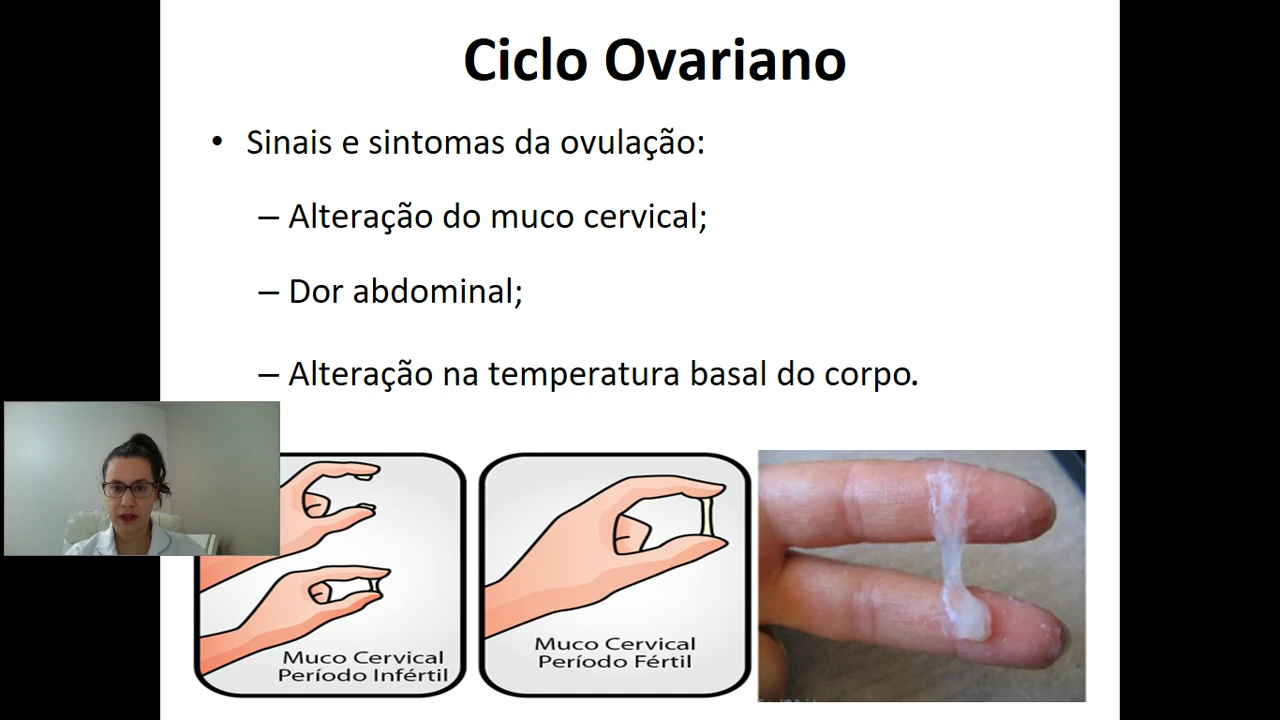 Ciclo Ovariano
• Sinais e sintomas da ovulação:
– Alteração do muco cervical;
– Dor abdominal;
– Alteração na temperatura basal do corpo.
Muco Cervical
Período Infértil
Muco Cervical
Período Fértil